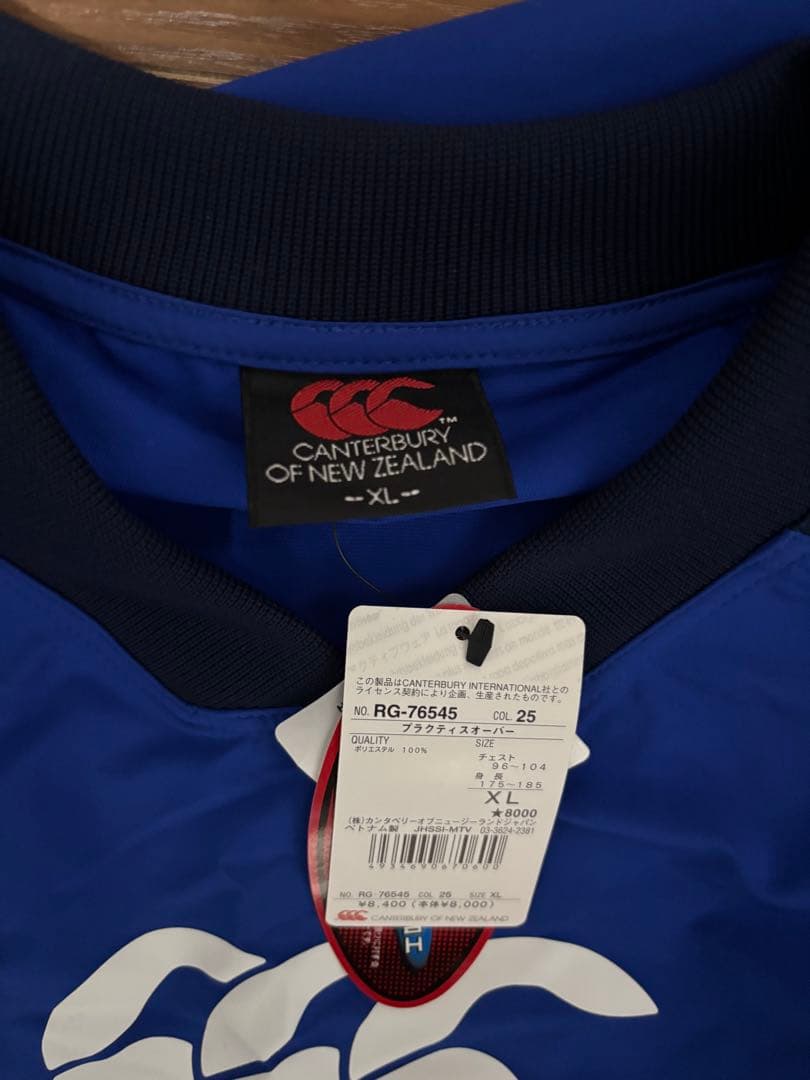 CANTERBURY
OF NEW ZEALAND
XL
この製品はCANTERBURY INTERNATIONAL社との
ライセンス契約により企画、生産されたものです。
NO. RG-76545 COL. 25
プラクティスオーバー
QUALITY SIZE
ポリエステル 100%
チェスト
96~104
身長
175~185
XL
★8000
(株)カンタベリーオブニュージーランドジャパン
ベトナム製 JHSSI-MTV 03-3624-2381
4934690670600
NO. RG-76545 COL 25 SIZE XL
¥8,400(本体¥8,000)
CANTERBURY OF NEW ZEALAND